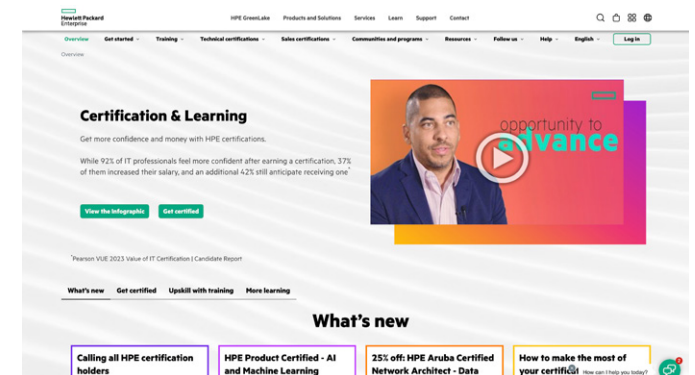 Hewlett Packard
Enterprise
HPE GreenLake Products and Solutions Services Learn Support Contact
Overview Get started Training Technical certifications Sales certifications Communities and programs Resources Follow us Help English Log in
Overview
Certification & Learning
Get more confidence and money with HPE certifications.
While 92% of IT professionals feel more confident after earning a certification, 37%
of them increased their salary, and an additional 42% still anticipate receiving one*
opportunity to
advance
View the infographic Get certified
*Pearson VUE 2023 Value of IT Certification | Candidate Report
What's new Get certified Upskill with training More learning
What's new
Calling all HPE certification
holders
HPE Product Certified - AI
and Machine Learning
25% off: HPE Aruba Certified
Network Architect - Data
How to make the most of
your
How can I help you today?
2